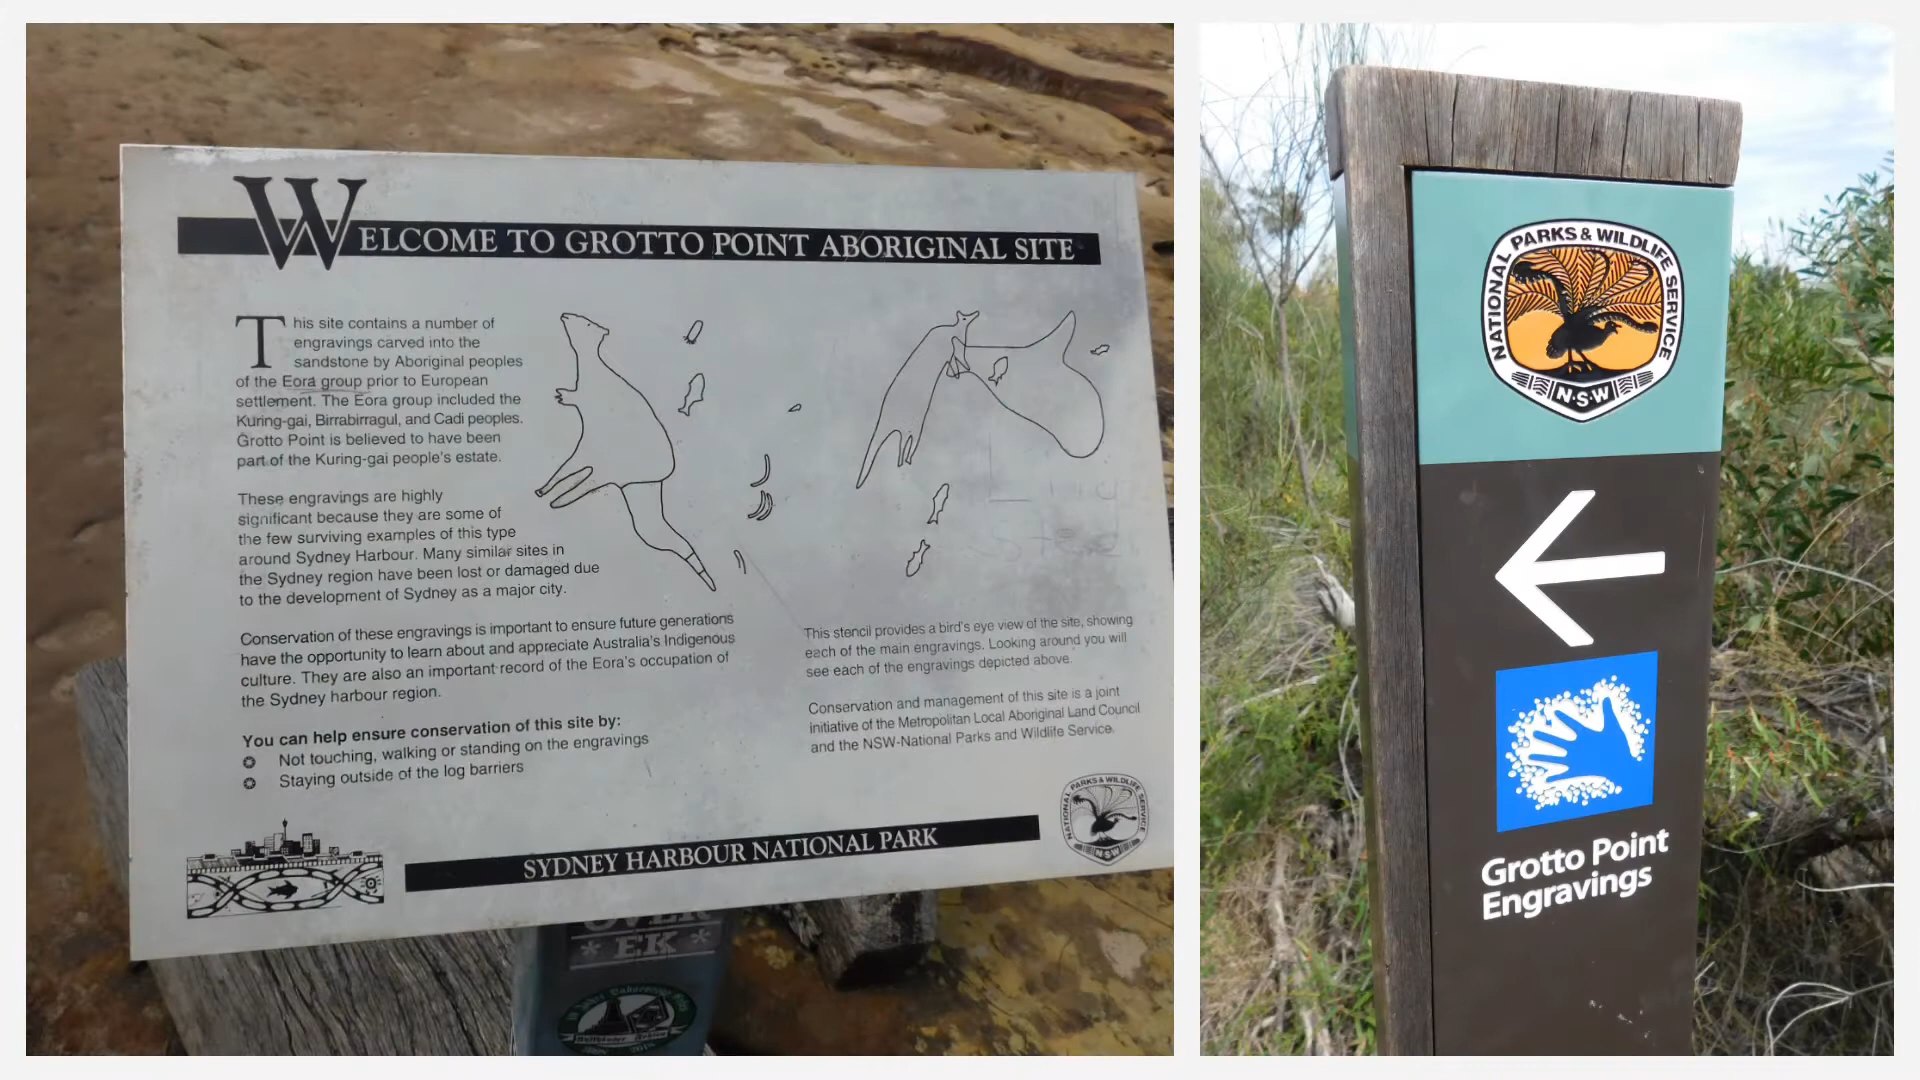 WELCOME TO GROTTO POINT ABORIGINAL SITE
This site contains a number of
engravings carved into the
sandstone by Aboriginal peoples
of the Eora group prior to European
settlement. The Eora group included the
Kuring-gai, Birrabirragul, and Cadi peoples.
Grotto Point is believed to have been
part of the Kuring-gai people's estate.
These engravings are highly
significant because they are some of
the few surviving examples of this type
around Sydney Harbour. Many similar sites in
the Sydney region have been lost or damaged due
to the development of Sydney as a major city.
Conservation of these engravings is important to ensure future generations
have the opportunity to learn about and appreciate Australia's Indigenous
culture. They are also an important record of the Eora's occupation of
the Sydney harbour region.
You can help ensure conservation of this site by:
Not touching, walking or standing on the engravings
Staying outside of the log barriers
This stencil provides a bird's eye view of the site, showing
each of the main engravings. Looking around you will
see each of the engravings depicted above.
Conservation and management of this site is a joint
initiative of the Metropolitan Local Aboriginal Land Council
and the NSW-National Parks and Wildlife Service.
SYDNEY HARBOUR NATIONAL PARK
NATIONAL PARKS & WILDLIFE SERVICE
N·S·W
OVER
* EK *
NATIONAL PARKS & WILDLIFE SERVICE
N·S·W
Grotto Point
Engravings